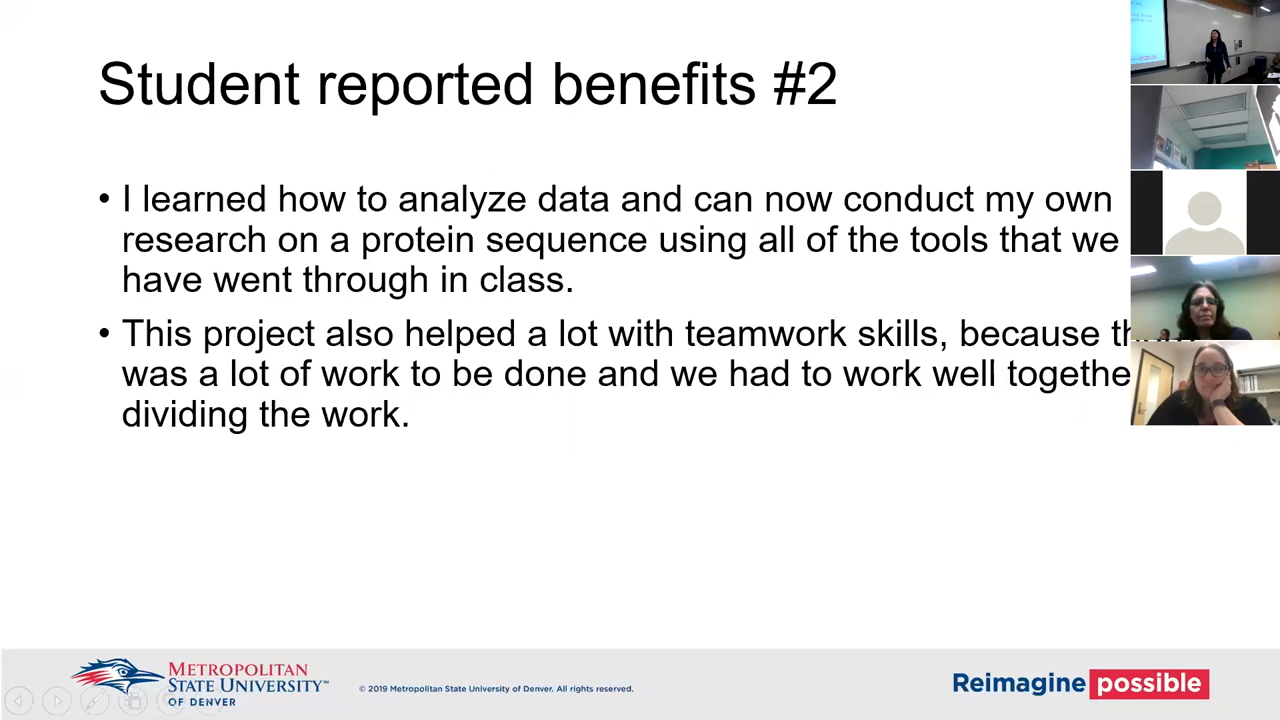 Student reported benefits #2
• I learned how to analyze data and can now conduct my own
research on a protein sequence using all of the tools that we
have went through in class.
• This project also helped a lot with teamwork skills, because
was a lot of work to be done and we had to work well togethe
dividing the work.
METROPOLITAN
STATE UNIVERSITY™
OF DENVER
© 2019 Metropolitan State University of Denver. All rights reserved.
Reimagine possible